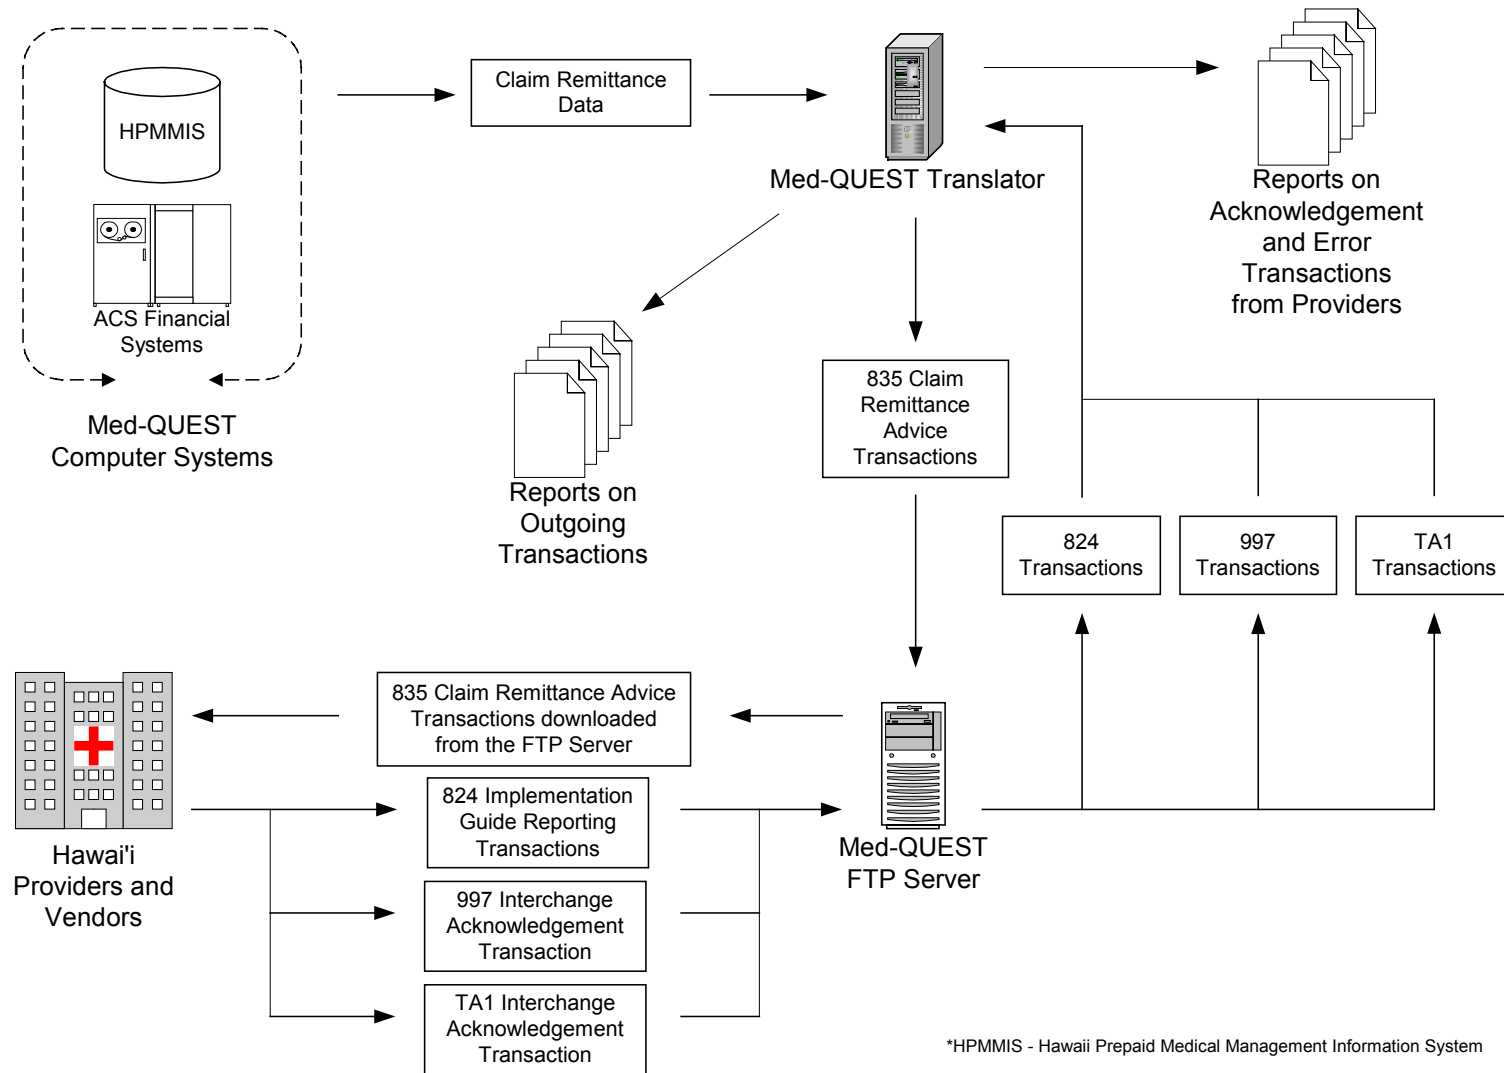 HPMMIS
ACS Financial
Systems
Med-QUEST
Computer Systems
Claim Remittance
Data
Med-QUEST Translator
Reports on
Acknowledgement
and Error
Transactions
from Providers
Reports on
Outgoing
Transactions
835 Claim
Remittance
Advice
Transactions
824
Transactions
997
Transactions
TA1
Transactions
Hawai'i
Providers and
Vendors
835 Claim Remittance Advice
Transactions downloaded
from the FTP Server
824 Implementation
Guide Reporting
Transactions
997 Interchange
Acknowledgement
Transaction
TA1 Interchange
Acknowledgement
Transaction
Med-QUEST
FTP Server
*HPMMIS - Hawaii Prepaid Medical Management Information System